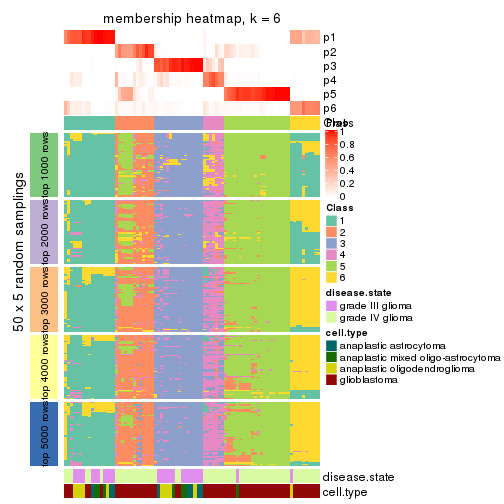 membership heatmap, k = 6
p1
p2
p3
p4
p5
p6
Class
Prob
1
0.8
0.6
0.4
0.2
0
Class
1
2
3
4
5
6
disease.state
grade III glioma
grade IV glioma
cell.type
anaplastic astrocytoma
anaplastic mixed oligo-astrocytoma
anaplastic oligodendroglioma
glioblastoma
50 x 5 random samplings
top 1000 rows
top 2000 rows
top 3000 rows
top 4000 rows
top 5000 rows
disease.state
cell.type